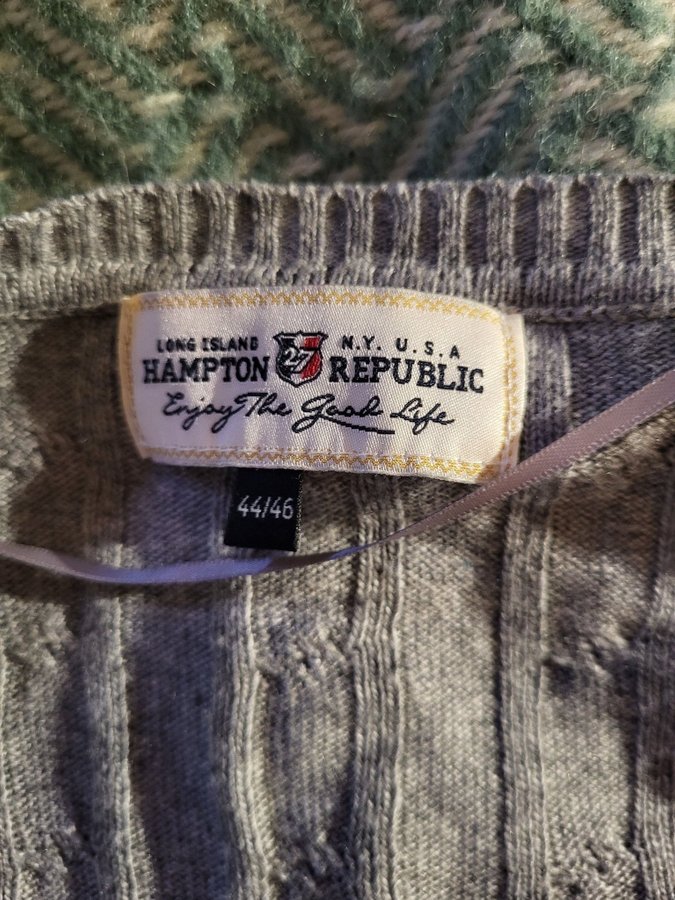 LONG ISLAND N.Y. U.S.A
HAMPTON 27 REPUBLIC
Enjoy The Good Life
44/46